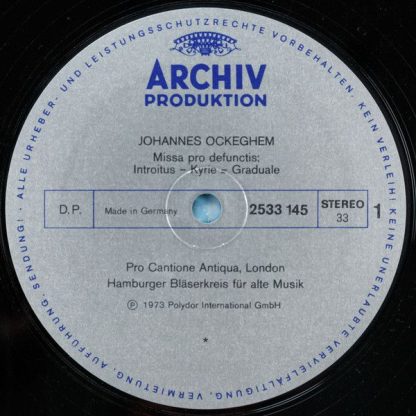 ALLE URHEBER- UND LEISTUNGSSCHUTZRECHTE VORBEHALTEN. KEIN VERLEIH! KEINE UNERLAUBTE VERVIELFÄLTIGUNG, VERMIETUNG, AUFFÜHRUNG, SENDUNG!
ARCHIV
PRODUKTION
JOHANNES OCKEGHEM
Missa pro defunctis:
Introitus – Kyrie – Graduale
D.P. Made in Germany 2533 145 STEREO 33 1
Pro Cantione Antiqua, London
Hamburger Bläserkreis für alte Musik
Ⓟ 1973 Polydor International GmbH
*